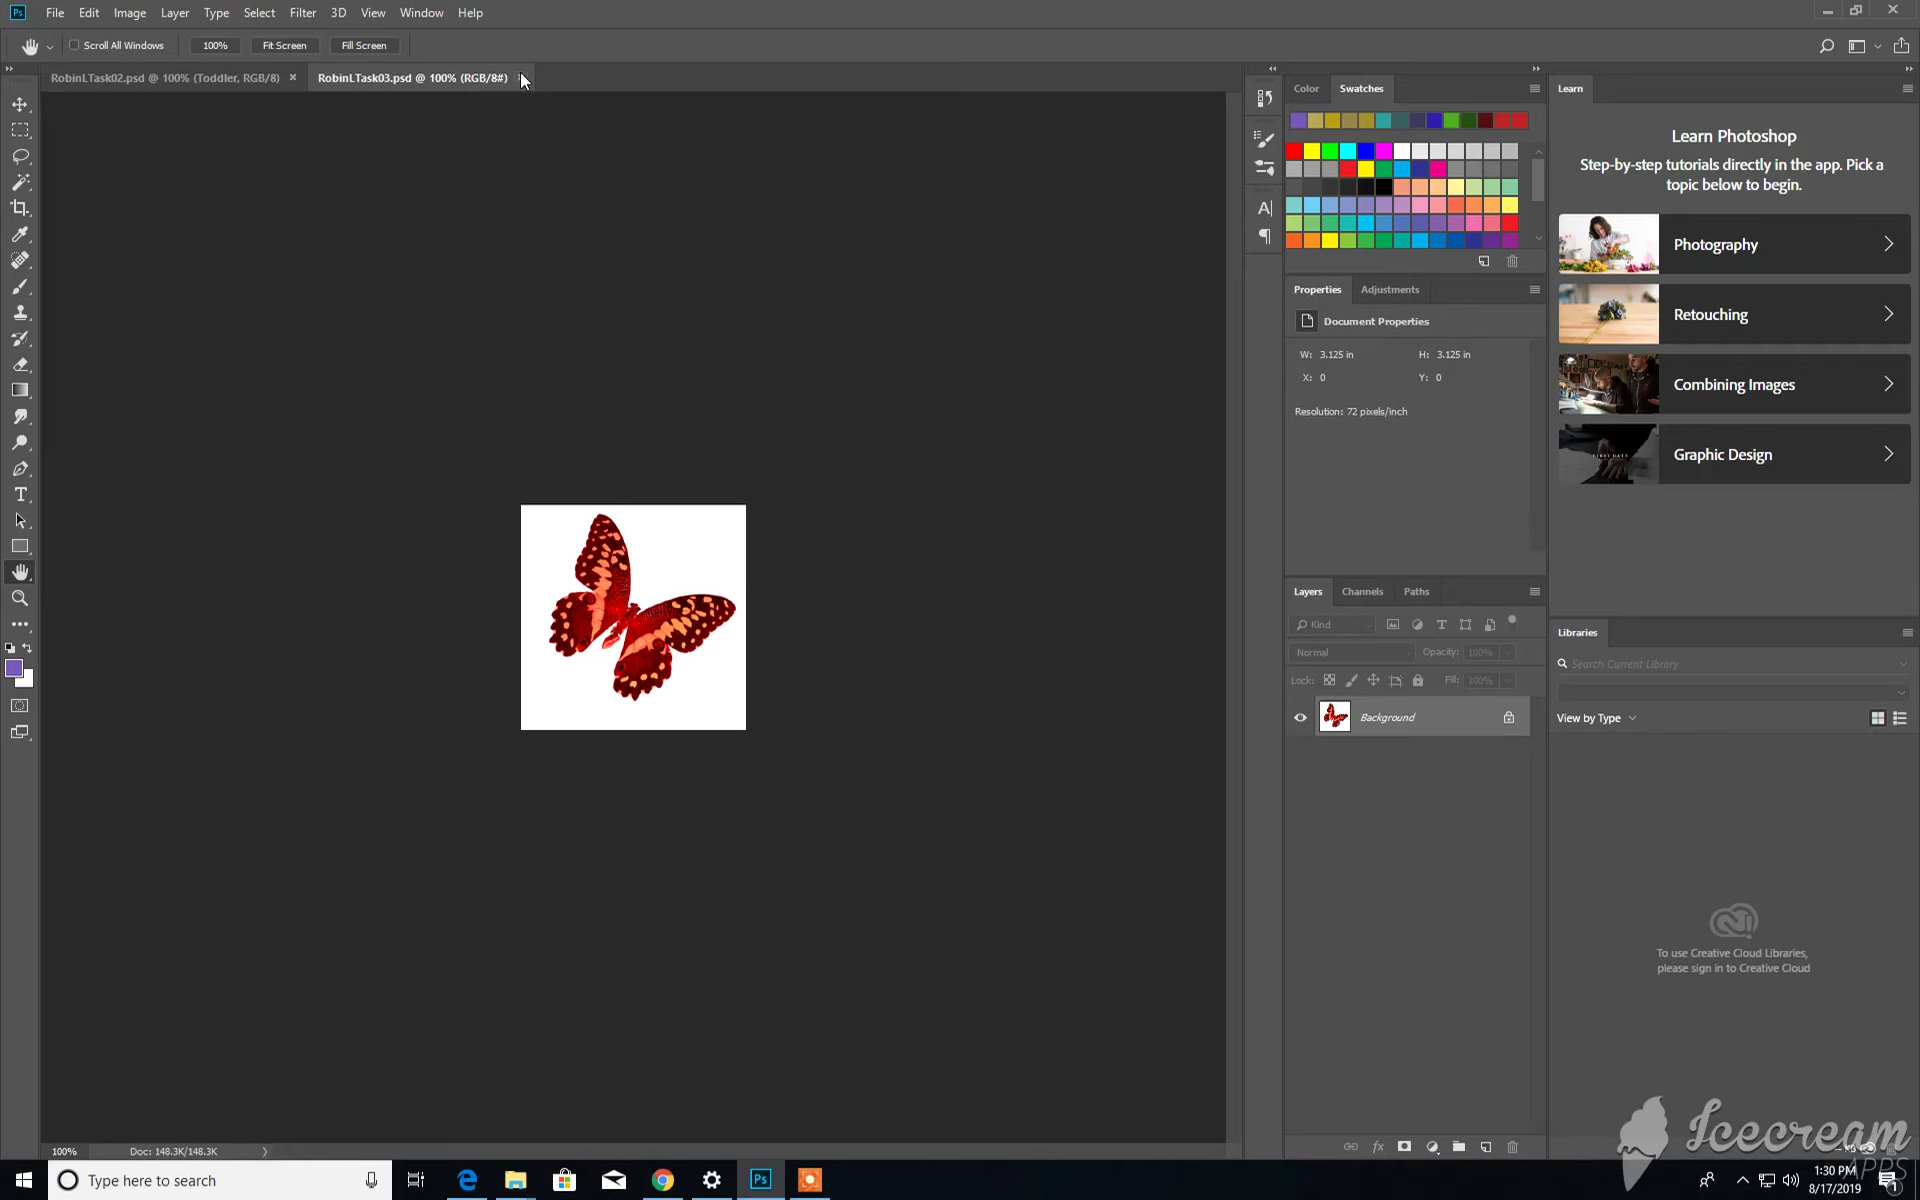 Ps File Edit Image Layer Type Select Filter 3D View Window Help
Scroll All Windows 100% Fit Screen Fill Screen
RobinLTask02.psd @ 100% (Toddler, RGB/8) × RobinLTask03.psd @ 100% (RGB/8#)
Color Swatches
Properties Adjustments
Document Properties
W: 3.125 in H: 3.125 in
X: 0 Y: 0
Resolution: 72 pixels/inch
Layers Channels Paths
Kind
Normal Opacity: 100%
Lock: Fill: 100%
Background
Learn
Learn Photoshop
Step-by-step tutorials directly in the app. Pick a
topic below to begin.
Photography
Retouching
Combining Images
Graphic Design
Libraries
Search Current Library
View by Type
To use Creative Cloud Libraries,
please sign in to Creative Cloud
100% Doc: 148.3K/148.3K
Icecream
APPS
Type here to search
Ps
1:30 PM
8/17/2019
1